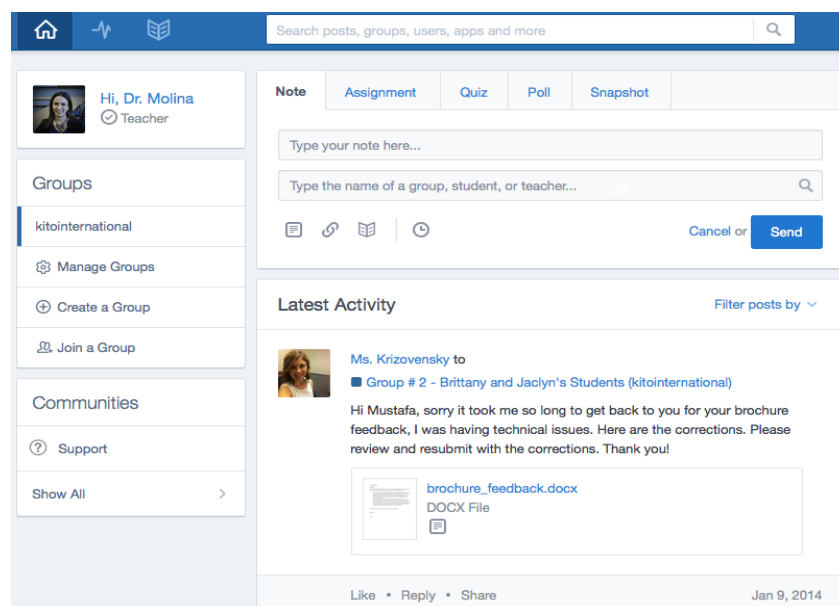 Search posts, groups, users, apps and more
Hi, Dr. Molina
Teacher
Groups
kitointernational
Manage Groups
Create a Group
Join a Group
Communities
Support
Show All
Note
Assignment
Quiz
Poll
Snapshot
Type your note here...
Type the name of a group, student, or teacher...
Cancel or Send
Latest Activity
Filter posts by
Ms. Krizovensky to
Group # 2 - Brittany and Jaclyn's Students (kitointernational)
Hi Mustafa, sorry it took me so long to get back to you for your brochure
feedback, I was having technical issues. Here are the corrections. Please
review and resubmit with the corrections. Thank you!
brochure_feedback.docx
DOCX File
Like • Reply • Share
Jan 9, 2014